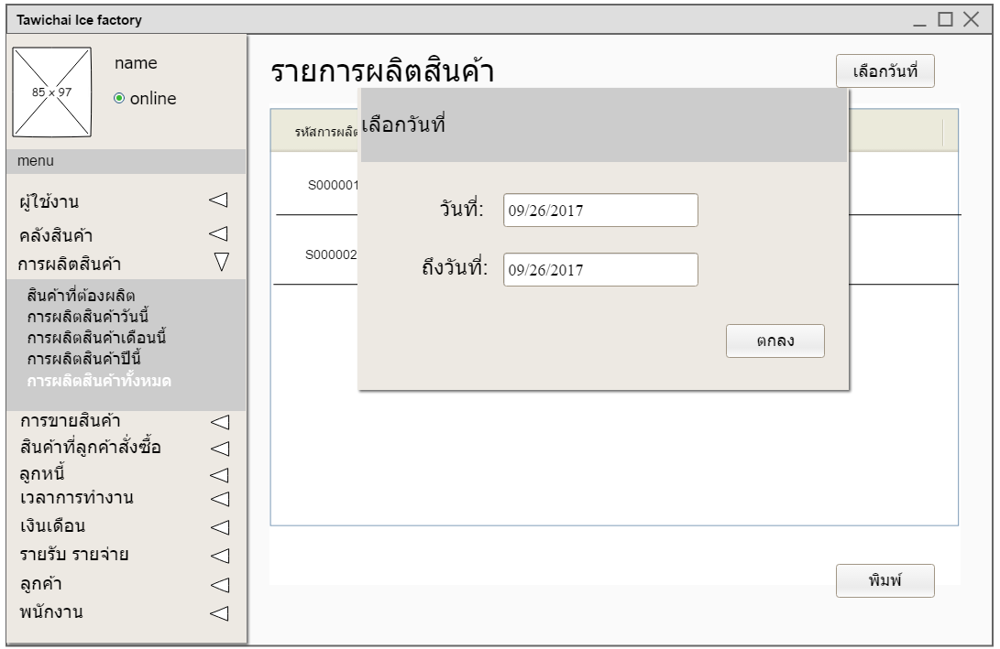 Tawichai Ice factory
85 x 97
name
online
menu
ผู้ใช้งาน
คลังสินค้า
การผลิตสินค้า
สินค้าที่ต้องผลิต
การผลิตสินค้าวันนี้
การผลิตสินค้าเดือนนี้
การผลิตสินค้าปีนี้
การผลิตสินค้าทั้งหมด
การขายสินค้า
สินค้าที่ลูกค้าสั่งซื้อ
ลูกหนี้
เวลาการทำงาน
เงินเดือน
รายรับ รายจ่าย
ลูกค้า
พนักงาน
รายการผลิตสินค้า
เลือกวันที่
รหัสการผลิต
S000001
S000002
เลือกวันที่
วันที่: 09/26/2017
ถึงวันที่: 09/26/2017
ตกลง
พิมพ์